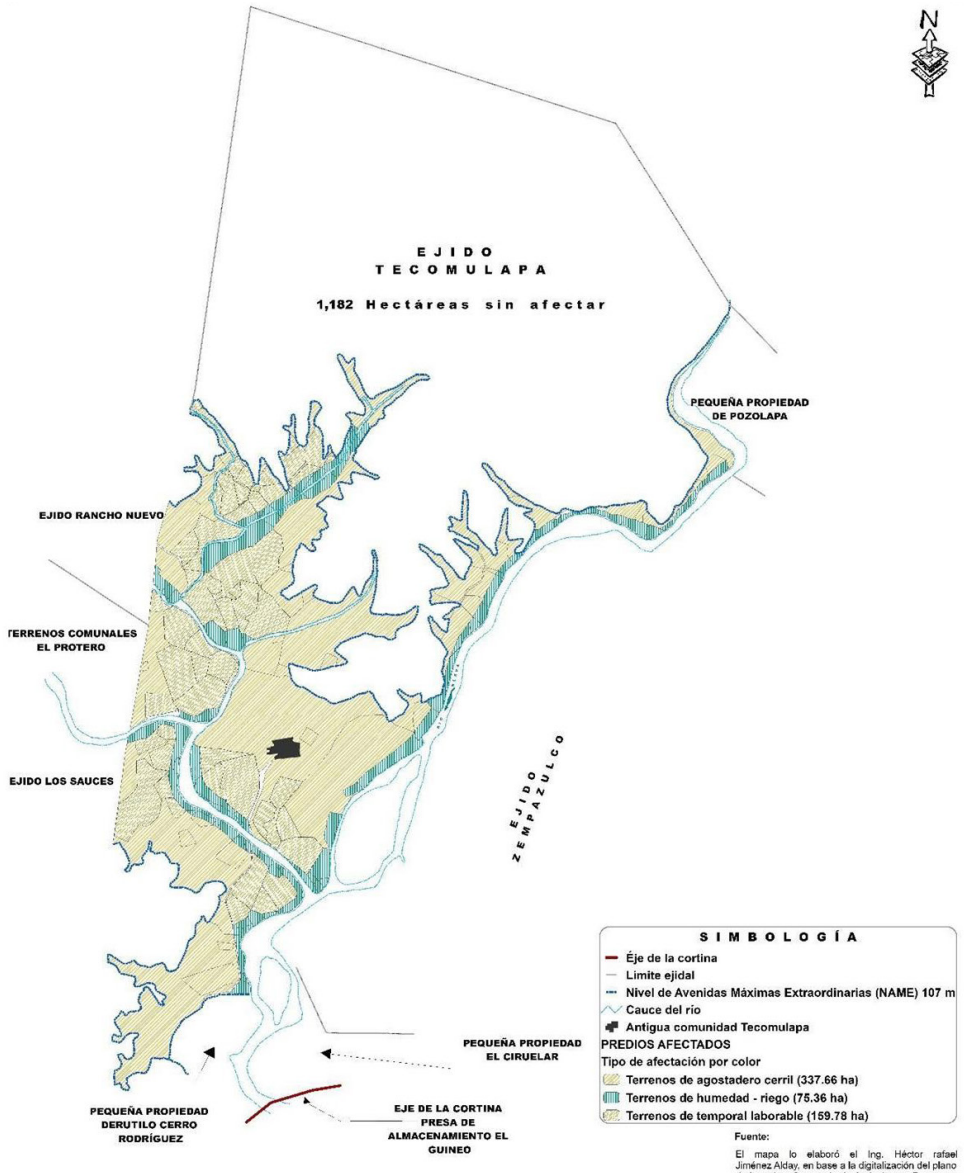 N
EJIDO
TECOMULAPA
1,182 Hectáreas sin afectar
PEQUEÑA PROPIEDAD
DE POZOLAPA
EJIDO RANCHO NUEVO
TERRENOS COMUNALES
EL PROTERO
EJIDO LOS SAUCES
EJIDO
ZEMPAZULCO
PEQUEÑA PROPIEDAD
EL CIRUELAR
PEQUEÑA PROPIEDAD
DERUTILO CERRO
RODRÍGUEZ
EJE DE LA CORTINA
PRESA DE
ALMACENAMIENTO EL
GUINEO
SIMBOLOGÍA
Éje de la cortina
Limite ejidal
Nivel de Avenidas Máximas Extraordinarias (NAME) 107 m
Cauce del río
Antigua comunidad Tecomulapa
PREDIOS AFECTADOS
Tipo de afectación por color
Terrenos de agostadero cerril (337.66 ha)
Terrenos de humedad - riego (75.36 ha)
Terrenos de temporal laborable (159.78 ha)
Fuente:
El mapa lo elaboró el Ing. Héctor rafael
Jiménez Alday, en base a la digitalización del plano